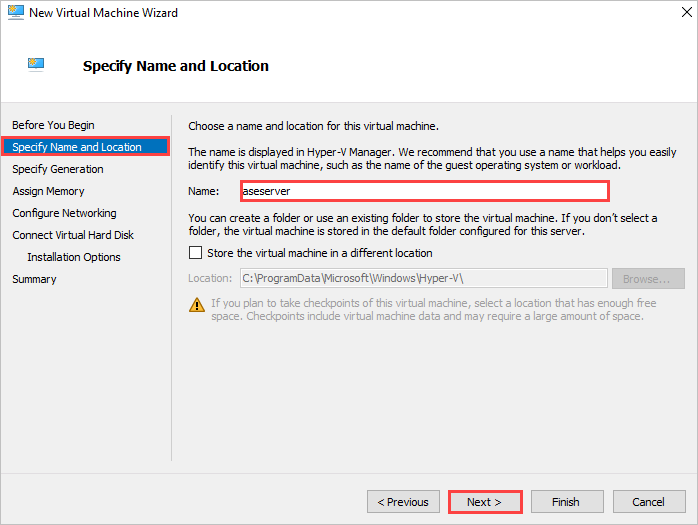 New Virtual Machine Wizard
Specify Name and Location
Before You Begin
Specify Name and Location
Specify Generation
Assign Memory
Configure Networking
Connect Virtual Hard Disk
Installation Options
Summary
Choose a name and location for this virtual machine.
The name is displayed in Hyper-V Manager. We recommend that you use a name that helps you easily
identify this virtual machine, such as the name of the guest operating system or workload.
Name: aseserver
You can create a folder or use an existing folder to store the virtual machine. If you don't select a
folder, the virtual machine is stored in the default folder configured for this server.
Store the virtual machine in a different location
Location: C:\ProgramData\Microsoft\Windows\Hyper-V\ Browse...
If you plan to take checkpoints of this virtual machine, select a location that has enough free
space. Checkpoints include virtual machine data and may require a large amount of space.
< Previous Next > Finish Cancel